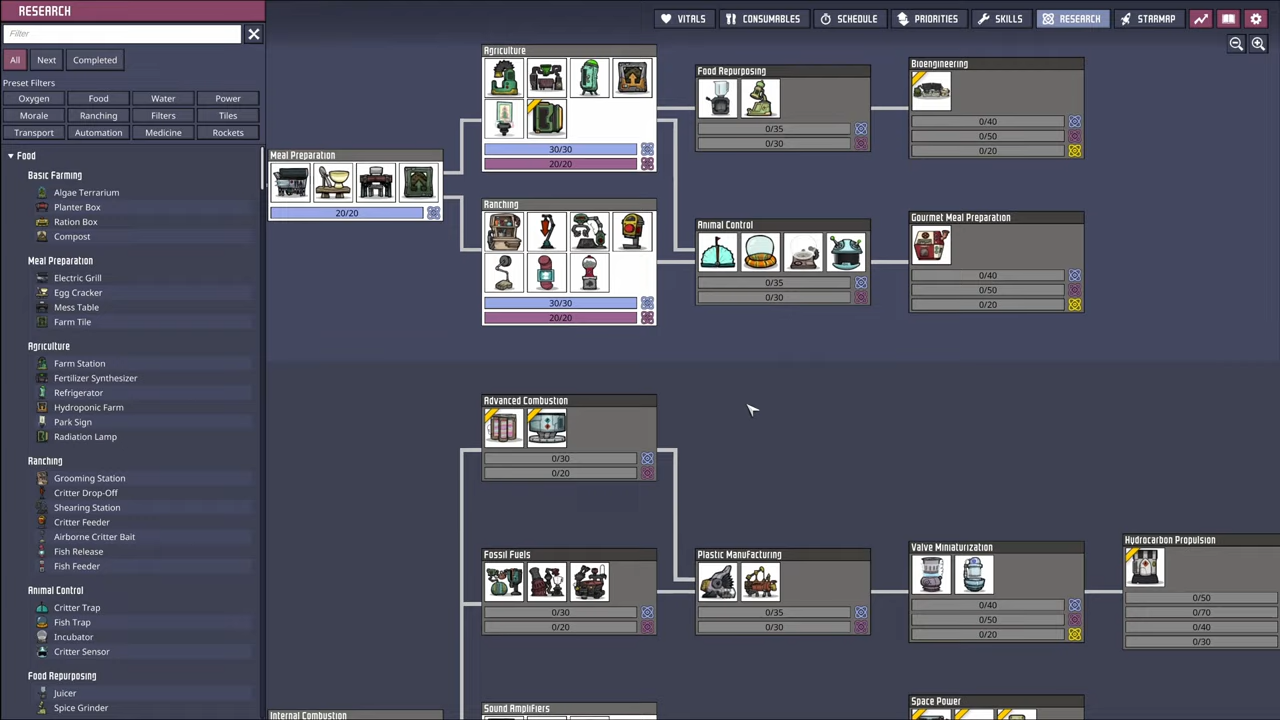 RESEARCH
VITALS
CONSUMABLES
SCHEDULE
PRIORITIES
SKILLS
RESEARCH
STARMAP
Filter
All
Next
Completed
Preset Filters
Oxygen
Food
Water
Power
Morale
Ranching
Filters
Tiles
Transport
Automation
Medicine
Rockets
Food
Basic Farming
Algae Terrarium
Planter Box
Ration Box
Compost
Meal Preparation
Electric Grill
Egg Cracker
Mess Table
Farm Tile
Agriculture
Farm Station
Fertilizer Synthesizer
Refrigerator
Hydroponic Farm
Park Sign
Radiation Lamp
Ranching
Grooming Station
Critter Drop-Off
Shearing Station
Critter Feeder
Airborne Critter Bait
Fish Release
Fish Feeder
Animal Control
Critter Trap
Fish Trap
Incubator
Critter Sensor
Food Repurposing
Juicer
Spice Grinder
Meal Preparation
20/20
Agriculture
30/30
20/20
Ranching
30/30
20/20
Food Repurposing
0/35
0/30
Animal Control
0/35
0/30
Bioengineering
0/40
0/50
0/20
Gourmet Meal Preparation
0/40
0/50
0/20
Advanced Combustion
0/30
0/20
Fossil Fuels
0/30
0/20
Plastic Manufacturing
0/35
0/30
Valve Miniaturization
0/40
0/50
0/20
Hydrocarbon Propulsion
0/50
0/70
0/40
0/30
Internal Combustion
Sound Amplifiers
Space Power